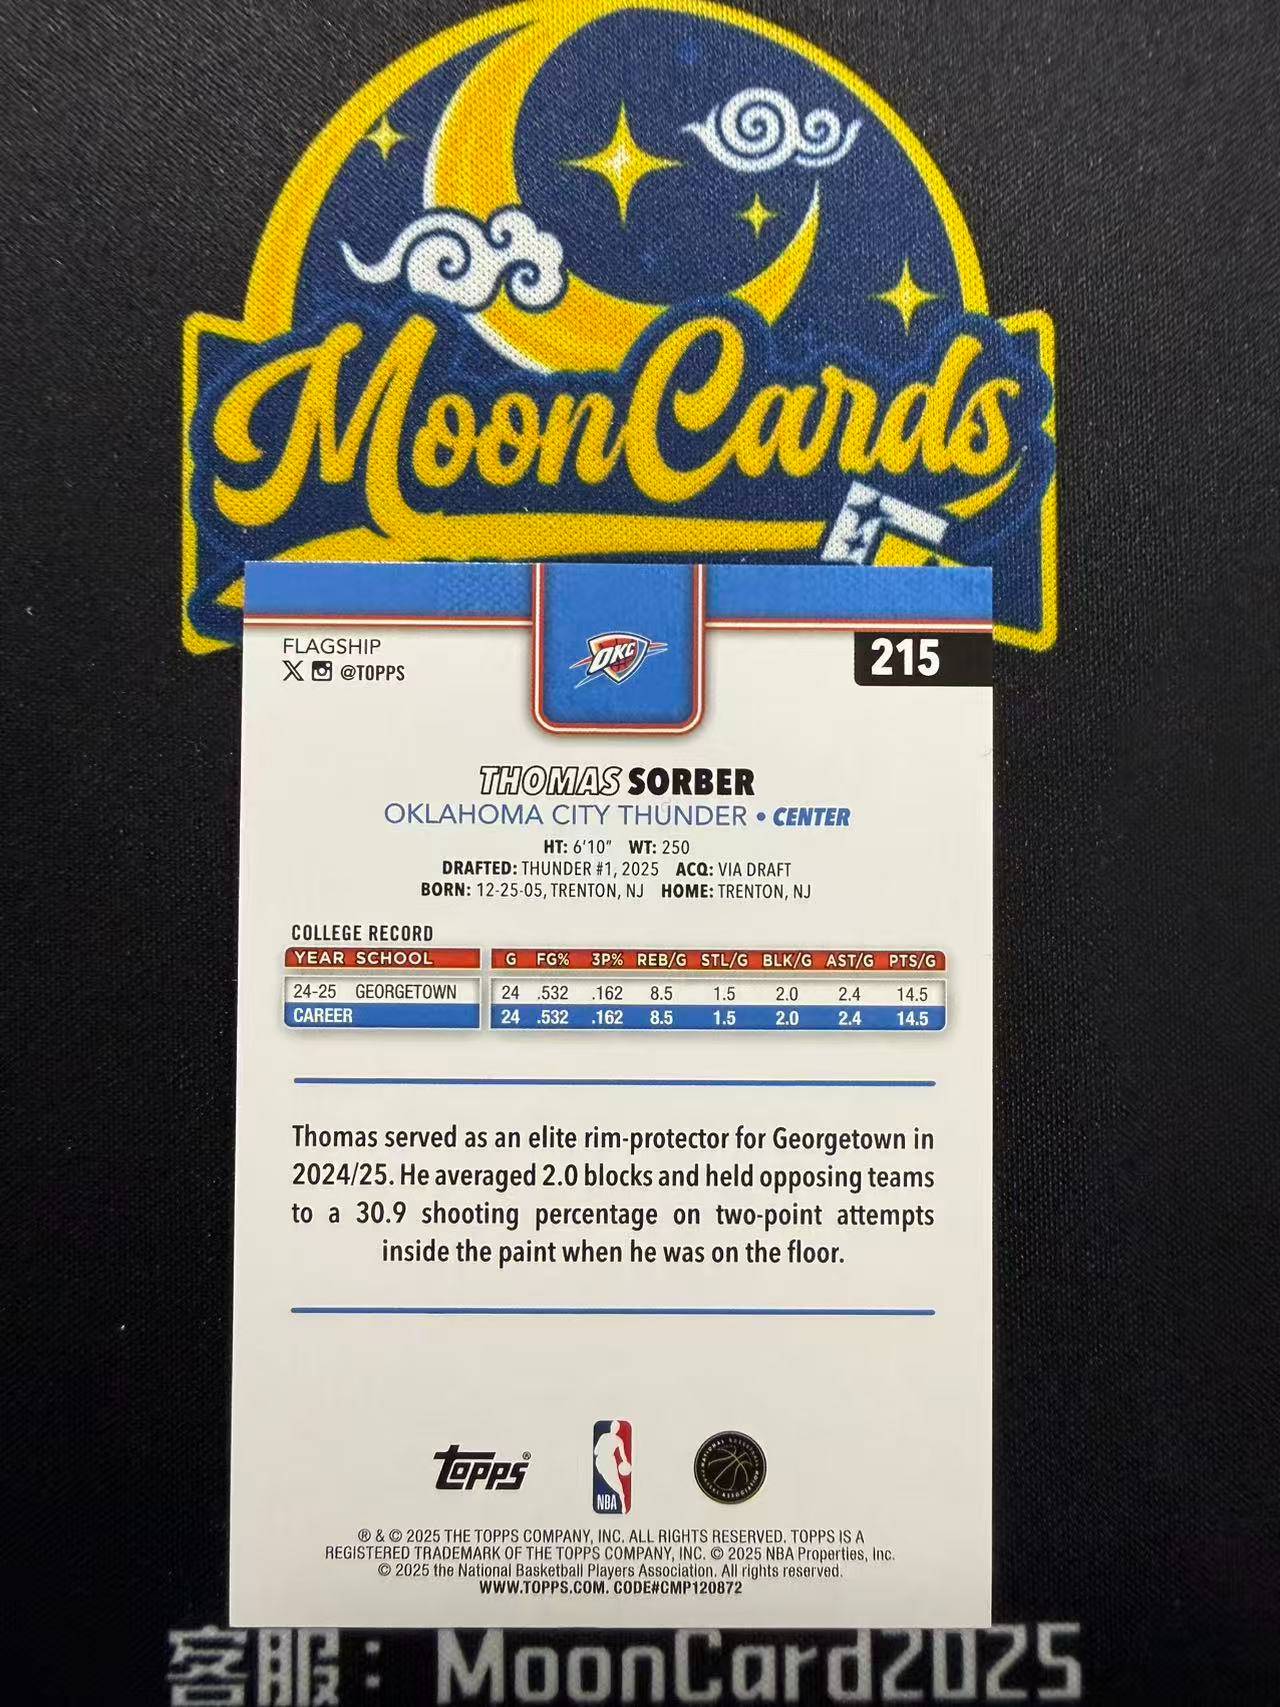 MoonCards
FLAGSHIP
@TOPPS
OKC
215
THOMAS SORBER
OKLAHOMA CITY THUNDER • CENTER
HT: 6'10" WT: 250
DRAFTED: THUNDER #1, 2025 ACQ: VIA DRAFT
BORN: 12-25-05, TRENTON, NJ HOME: TRENTON, NJ
COLLEGE RECORD
YEAR SCHOOL G FG% 3P% REB/G STL/G BLK/G AST/G PTS/G
24-25 GEORGETOWN 24 .532 .162 8.5 1.5 2.0 2.4 14.5
CAREER 24 .532 .162 8.5 1.5 2.0 2.4 14.5
Thomas served as an elite rim-protector for Georgetown in
2024/25. He averaged 2.0 blocks and held opposing teams
to a 30.9 shooting percentage on two-point attempts
inside the paint when he was on the floor.
Topps®
NBA
® & © 2025 THE TOPPS COMPANY, INC. ALL RIGHTS RESERVED. TOPPS IS A
REGISTERED TRADEMARK OF THE TOPPS COMPANY, INC. © 2025 NBA Properties, Inc.
© 2025 the National Basketball Players Association. All rights reserved.
WWW.TOPPS.COM. CODE#CMP120872
客服：MoonCard2025